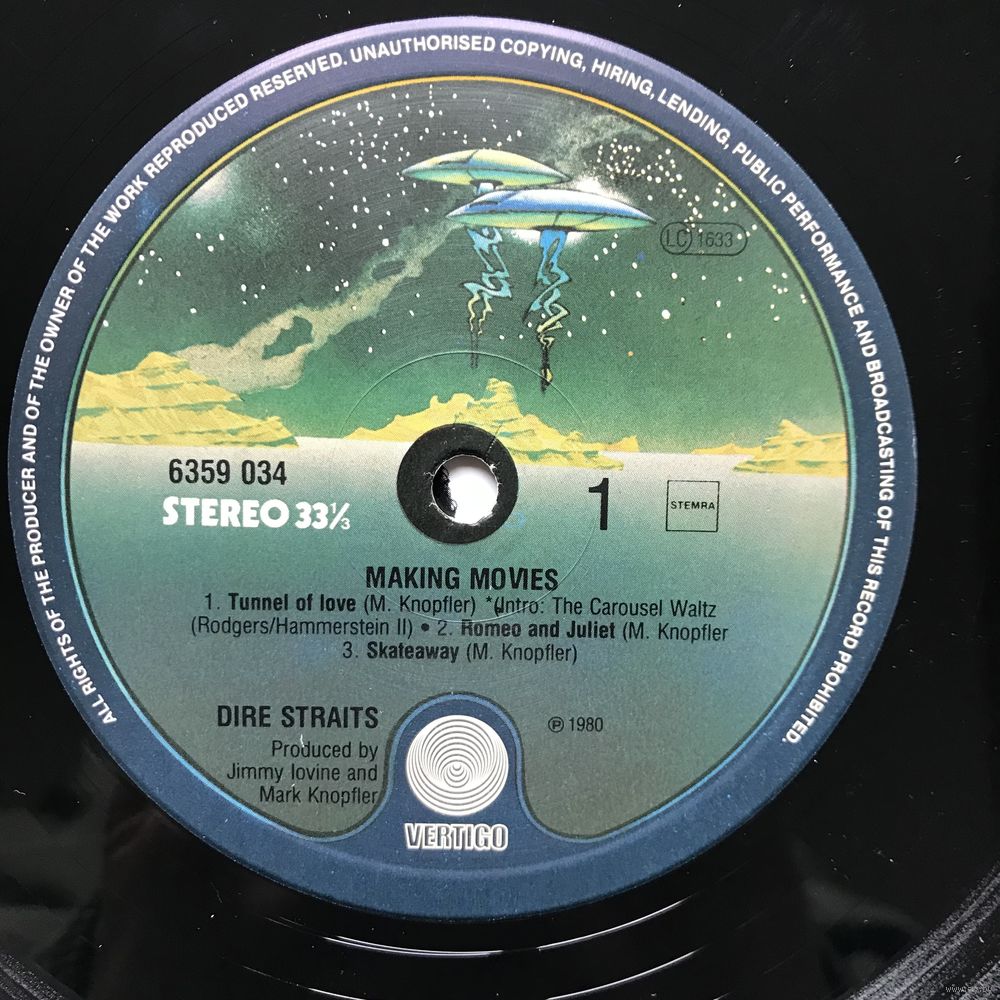 ALL RIGHTS OF THE PRODUCER AND OF THE OWNER OF THE WORK REPRODUCED RESERVED. UNAUTHORISED COPYING, HIRING, LENDING, PUBLIC PERFORMANCE AND BROADCASTING OF THIS RECORD PROHIBITED.
LC 1633
6359 034
STEREO 33⅓
1
STEMRA
MAKING MOVIES
1. Tunnel of love (M. Knopfler) *(Intro: The Carousel Waltz
(Rodgers/Hammerstein II) • 2. Romeo and Juliet (M. Knopfler
3. Skateaway (M. Knopfler)
DIRE STRAITS
℗ 1980
Produced by
Jimmy Iovine and
Mark Knopfler
VERTIGO